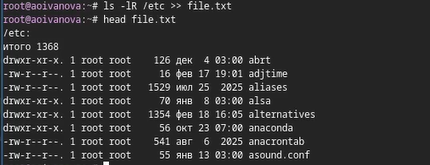 root@aoivanova:~# ls -lR /etc >> file.txt
root@aoivanova:~# head file.txt
/etc:
итого 1368
drwxr-xr-x. 1 root root    126 дек  4 03:00 abrt
-rw-r--r--. 1 root root     16 фев 17 19:01 adjtime
-rw-r--r--. 1 root root   1529 июл 25  2025 aliases
drwxr-xr-x. 1 root root     70 янв  8 03:00 alsa
drwxr-xr-x. 1 root root   1354 фев 18 16:05 alternatives
drwxr-xr-x. 1 root root     56 окт 23 07:00 anaconda
-rw-r--r--. 1 root root    541 авг  6  2025 anacrontab
-rw-r--r--. 1 root root     55 янв 13 03:00 asound.conf